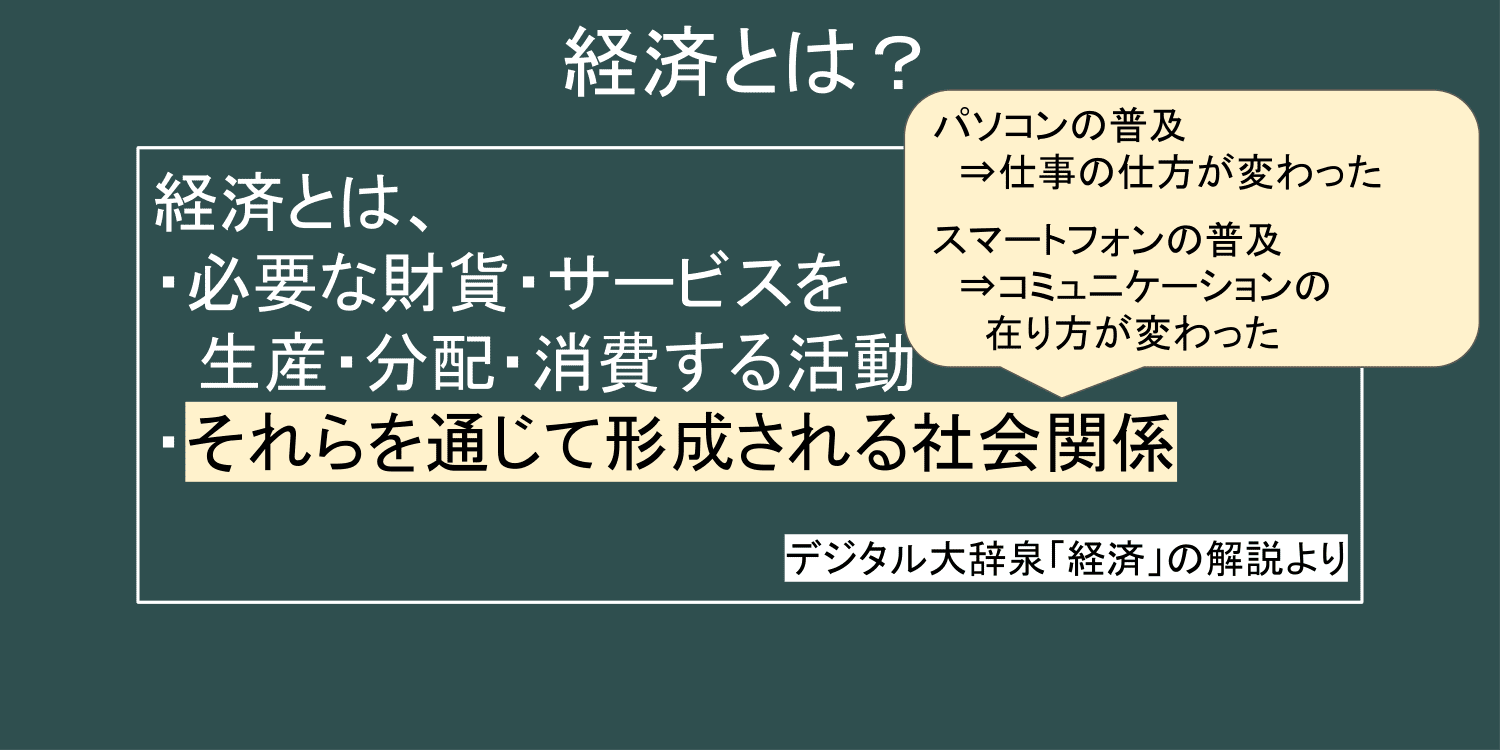 経済とは？
パソコンの普及
⇒仕事の仕方が変わった
スマートフォンの普及
⇒コミュニケーションの
在り方が変わった
経済とは、
・必要な財貨・サービスを
生産・分配・消費する活動
・それらを通じて形成される社会関係
デジタル大辞泉「経済」の解説より